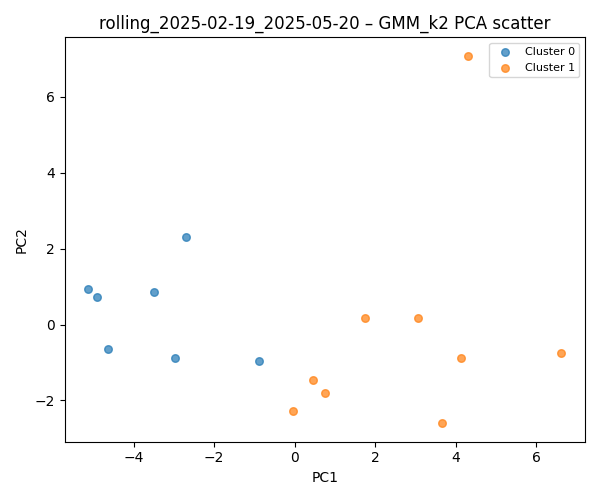 rolling_2025-02-19_2025-05-20 – GMM_k2 PCA scatter
Cluster 0
Cluster 1
6
4
2
0
−2
PC2
−4
−2
0
2
4
6
PC1